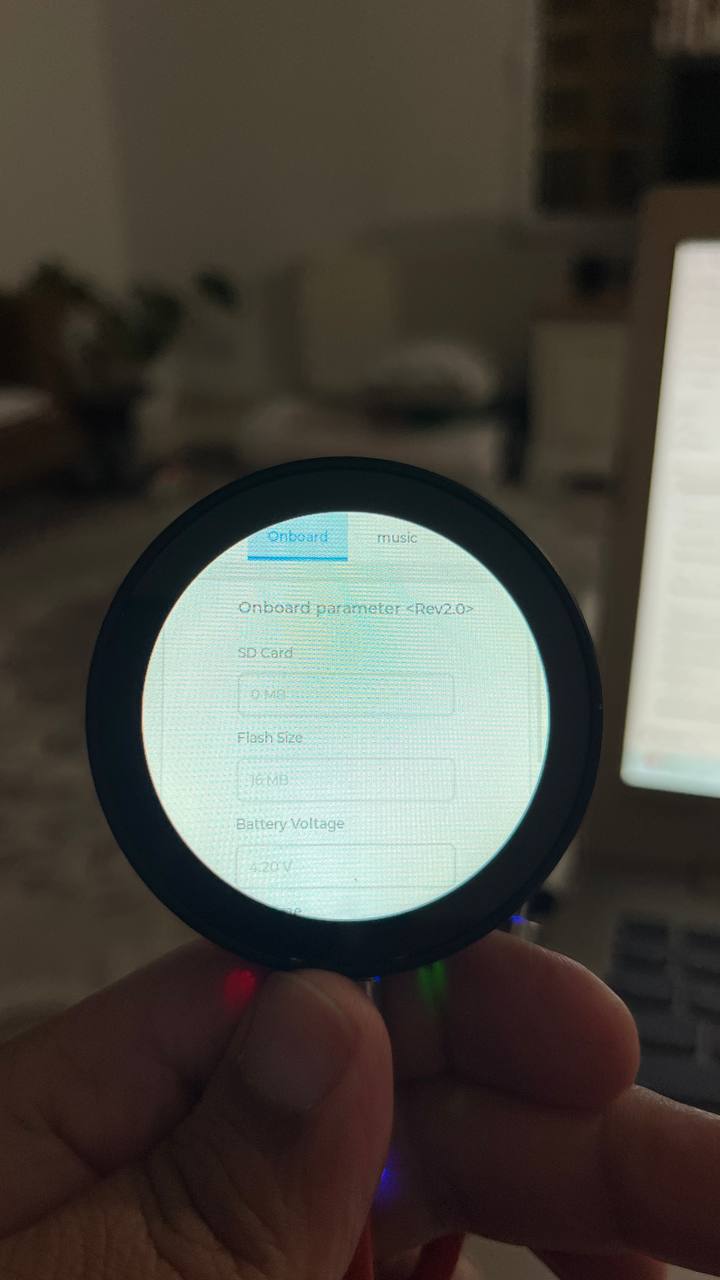 Onboard music
Onboard parameter <Rev2.0>
SD Card
0 MB
Flash Size
16 MB
Battery Voltage
4.20 V